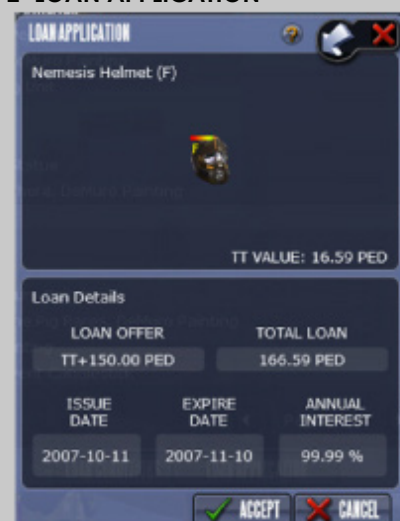 LOAN APPLICATION
LOAN APPLICATION
Nemesis Helmet (F)
TT VALUE: 16.59 PED
Loan Details
LOAN OFFER TOTAL LOAN
TT+150.00 PED 166.59 PED
ISSUE EXPIRE ANNUAL
DATE DATE INTEREST
2007-10-11 2007-11-10 99.99 %
ACCEPT CANCEL